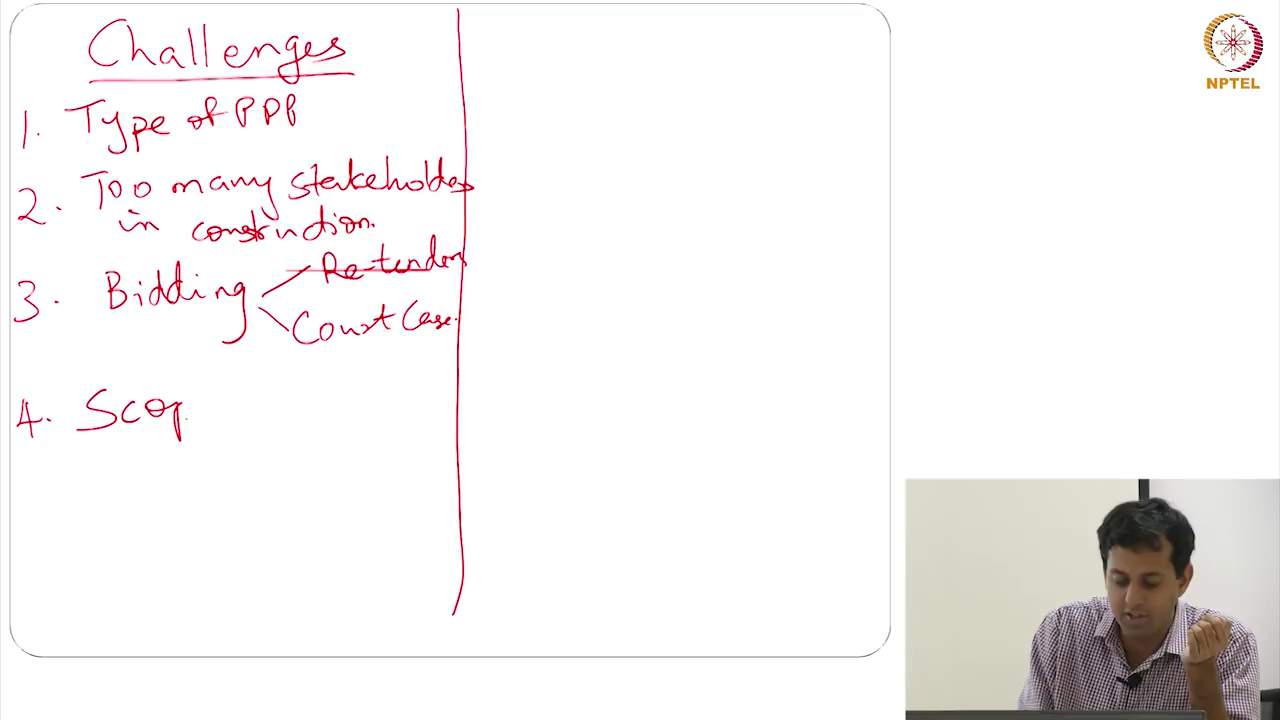 Challenges
1. Type of PPP
2. Too many stakeholders
in construction.
3. Bidding
Re-tender
Court Case.
4. Scop
NPTEL